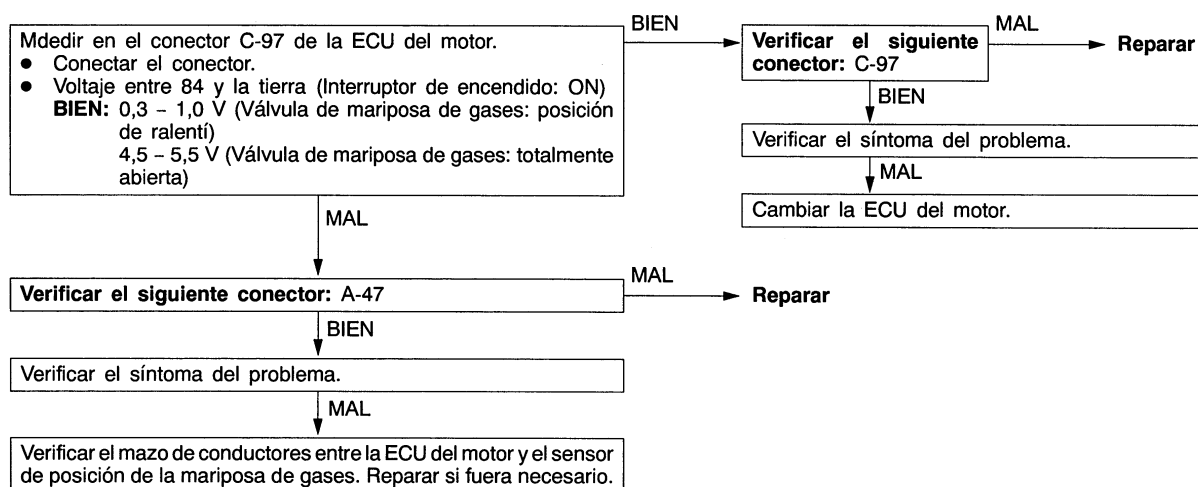 Mdedir en el conector C-97 de la ECU del motor.
● Conectar el conector.
● Voltaje entre 84 y la tierra (Interruptor de encendido: ON)
BIEN: 0,3 – 1,0 V (Válvula de mariposa de gases: posición
de ralentí)
4,5 – 5,5 V (Válvula de mariposa de gases: totalmente
abierta)
BIEN
Verificar el siguiente
conector: C-97
MAL
Reparar
BIEN
Verificar el síntoma del problema.
MAL
Cambiar la ECU del motor.
MAL
Verificar el siguiente conector: A-47
MAL
Reparar
BIEN
Verificar el síntoma del problema.
MAL
Verificar el mazo de conductores entre la ECU del motor y el sensor
de posición de la mariposa de gases. Reparar si fuera necesario.